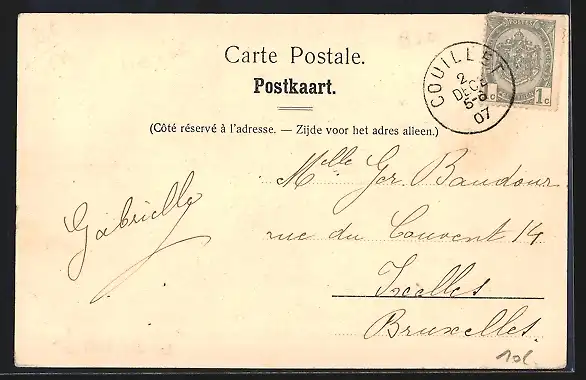 Carte Postale.
Postkaart.
(Côté réservé à l'adresse. — Zijde voor het adres alleen.)
COUILLET
2
DEC
5-6
07
1c
Mlle Gor. Baudour
rue du Couvent 14
Ixelles
Bruxelles.
Gabrielle